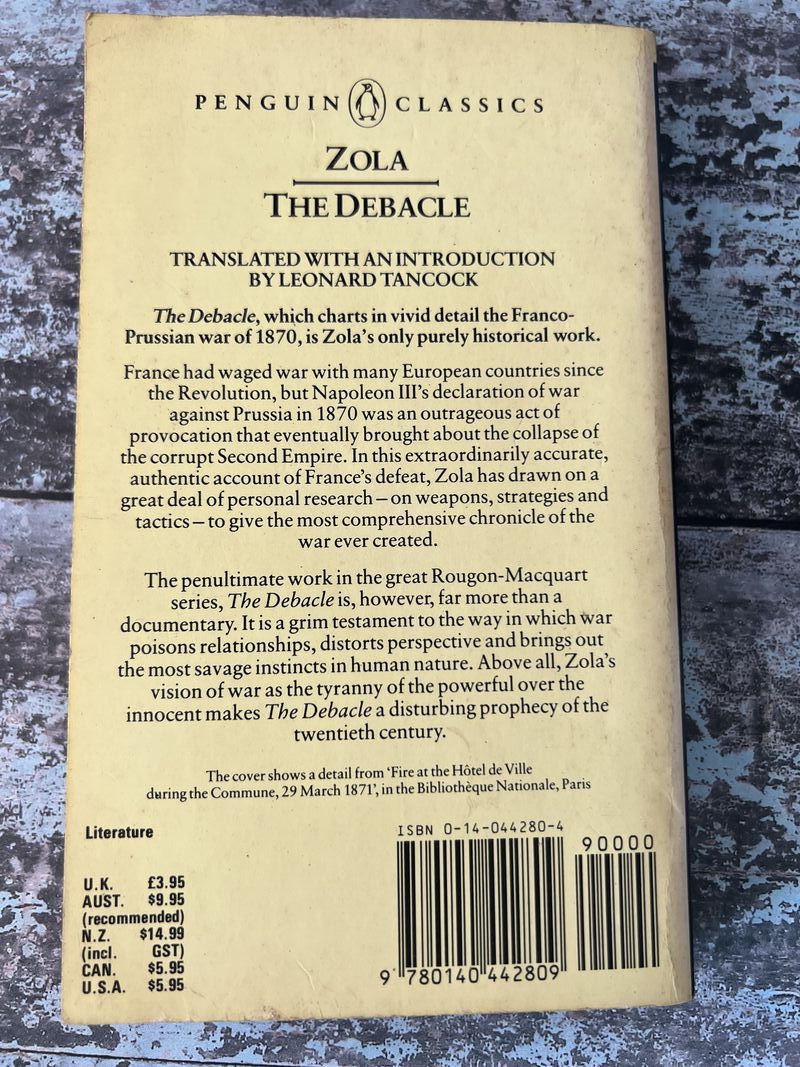 PENGUIN CLASSICS
ZOLA
THE DEBACLE
TRANSLATED WITH AN INTRODUCTION
BY LEONARD TANCOCK
The Debacle, which charts in vivid detail the Franco-
Prussian war of 1870, is Zola's only purely historical work.
France had waged war with many European countries since
the Revolution, but Napoleon III's declaration of war
against Prussia in 1870 was an outrageous act of
provocation that eventually brought about the collapse of
the corrupt Second Empire. In this extraordinarily accurate,
authentic account of France's defeat, Zola has drawn on a
great deal of personal research – on weapons, strategies and
tactics – to give the most comprehensive chronicle of the
war ever created.
The penultimate work in the great Rougon-Macquart
series, The Debacle is, however, far more than a
documentary. It is a grim testament to the way in which war
poisons relationships, distorts perspective and brings out
the most savage instincts in human nature. Above all, Zola's
vision of war as the tyranny of the powerful over the
innocent makes The Debacle a disturbing prophecy of the
twentieth century.
The cover shows a detail from 'Fire at the Hôtel de Ville
during the Commune, 29 March 1871', in the Bibliothèque Nationale, Paris
Literature
U.K. £3.95
AUST. $9.95
(recommended)
N.Z. $14.99
(incl. GST)
CAN. $5.95
U.S.A. $5.95
ISBN 0-14-044280-4
90000
9 780140 442809